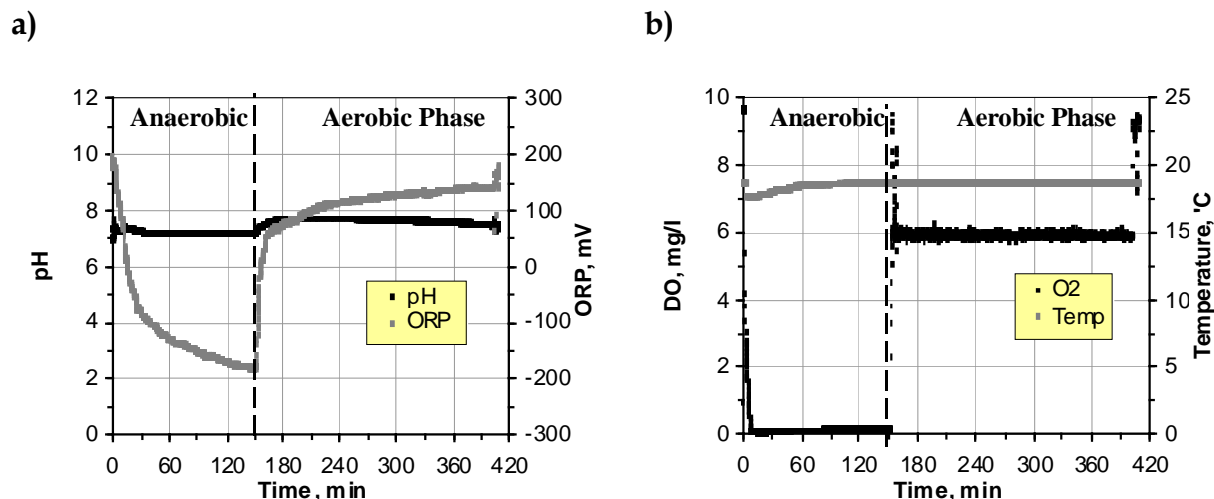 a)
12
10
8
6
4
2
0
pH
Anaerobic
Aerobic Phase
pH
ORP
300
200
100
0
-100
-200
-300
ORP, mV
0 60 120 180 240 300 360 420
Time, min
b)
10
8
6
4
2
0
DO, mg/l
Anaerobic
Aerobic Phase
O2
Temp
25
20
15
10
5
0
Temperature, 'C
0 60 120 180 240 300 360 420
Time, min